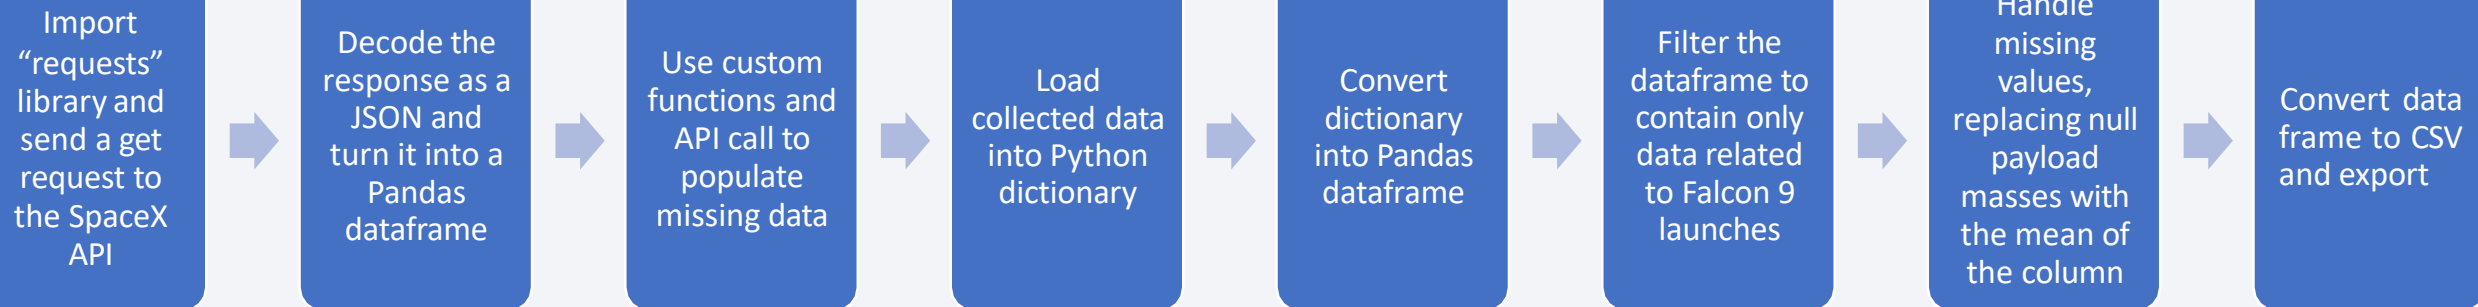 Import
“requests”
library and
send a get
request to
the SpaceX
API
Decode the
response as a
JSON and
turn it into a
Pandas
dataframe
Use custom
functions and
API call to
populate
missing data
Load
collected data
into Python
dictionary
Convert
dictionary
into Pandas
dataframe
Filter the
dataframe to
contain only
data related
to Falcon 9
launches
Handle
missing
values,
replacing null
payload
masses with
the mean of
the column
Convert data
frame to CSV
and export